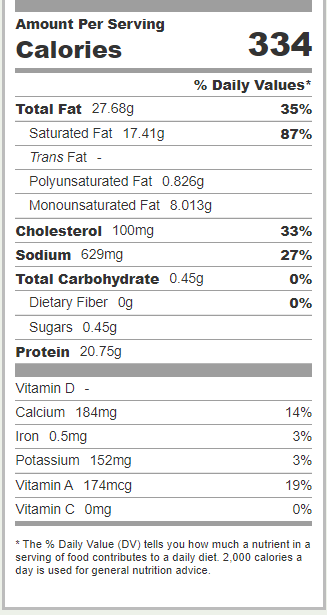 Amount Per Serving
Calories 334
% Daily Values*
Total Fat 27.68g 35%
Saturated Fat 17.41g 87%
Trans Fat -
Polyunsaturated Fat 0.826g
Monounsaturated Fat 8.013g
Cholesterol 100mg 33%
Sodium 629mg 27%
Total Carbohydrate 0.45g 0%
Dietary Fiber 0g 0%
Sugars 0.45g
Protein 20.75g
Vitamin D -
Calcium 184mg 14%
Iron 0.5mg 3%
Potassium 152mg 3%
Vitamin A 174mcg 19%
Vitamin C 0mg 0%
* The % Daily Value (DV) tells you how much a nutrient in a
serving of food contributes to a daily diet. 2,000 calories a
day is used for general nutrition advice.